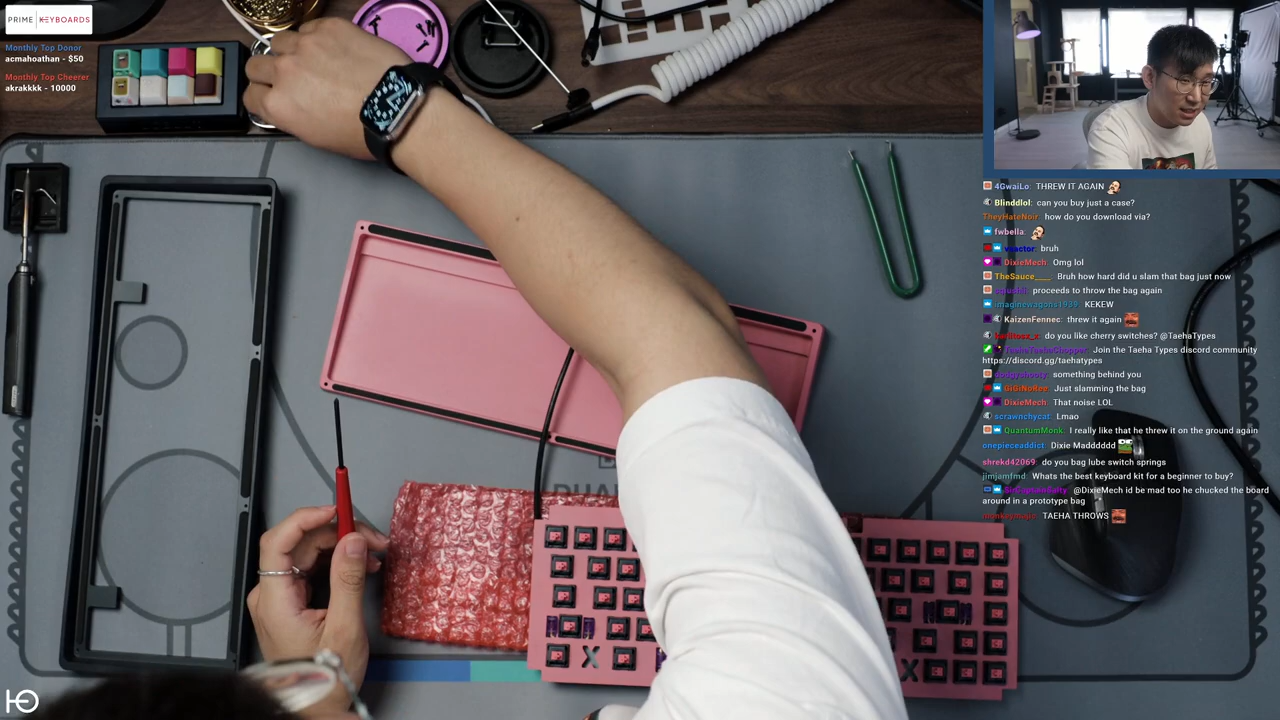 PRIME | KEYBOARDS
Monthly Top Donor
acmahoathan - $50
Monthly Top Cheerer
akrakkkk - 10000
4GwaiLo: THREW IT AGAIN
Blinddlol: can you buy just a case?
TheyHateNoir: how do you download via?
fwbella:
bruh
DixieMech: Omg lol
TheSauce____: Bruh how hard did u slam that bag just now
proceeds to throw the bag again
imaginewagons1939: KEKEW
KaizenFennec: threw it again
do you like cherry switches? @TaehaTypes
TaehaTaehaChopper: Join the Taeha Types discord community
https://discord.gg/taehatypes
something behind you
GiGiNoRee: Just slamming the bag
DixieMech: That noise LOL
scrawnchycat: Lmao
QuantumMonk: I really like that he threw it on the ground again
onepieceaddict: Dixie Madddddd
shrekd42069: do you bag lube switch springs
jimjamfmd: Whats the best keyboard kit for a beginner to buy?
@DixieMech id be mad too he chucked the board
around in a prototype bag
TAEHA THROWS